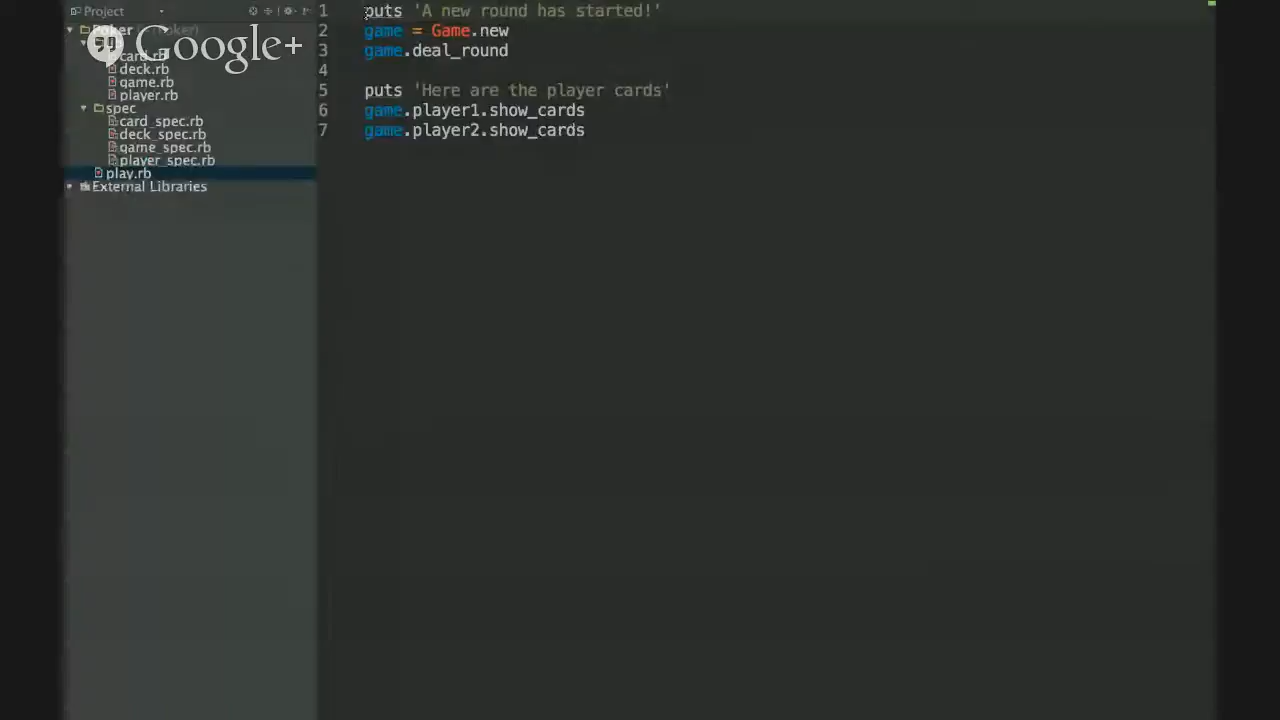 Project
Poker
Google+
card.rb
deck.rb
game.rb
player.rb
spec
card_spec.rb
deck_spec.rb
game_spec.rb
player_spec.rb
play.rb
External Libraries
1 puts 'A new round has started!'
2 game = Game.new
3 game.deal_round
4
5 puts 'Here are the player cards'
6 game.player1.show_cards
7 game.player2.show_cards